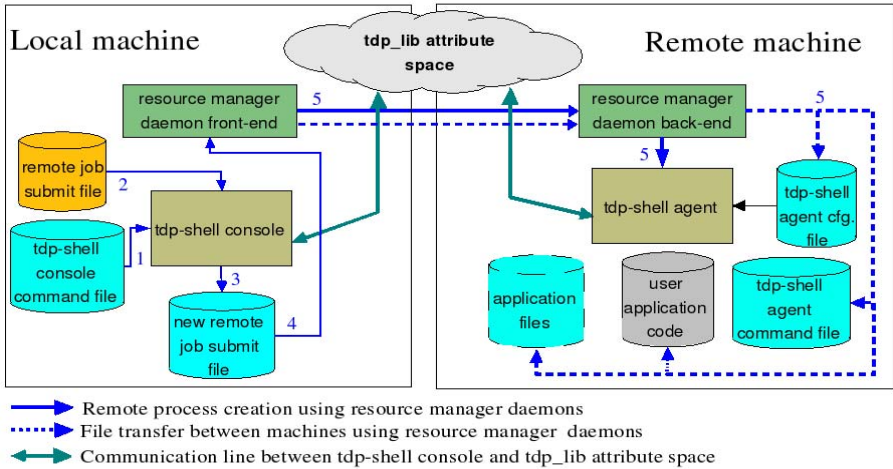 Local machine
tdp_lib attribute
space
Remote machine
resource manager
daemon front-end
5
resource manager
daemon back-end
5
5
remote job
submit file
2
tdp-shell console
tdp-shell agent
tdp-shell
agent cfg.
file
tdp-shell
console
command file
1
3
new remote
job submit
file
4
application
files
user
application
code
tdp-shell
agent
command file
Remote process creation using resource manager daemons
File transfer between machines using resource manager daemons
Communication line between tdp-shell console and tdp_lib attribute space